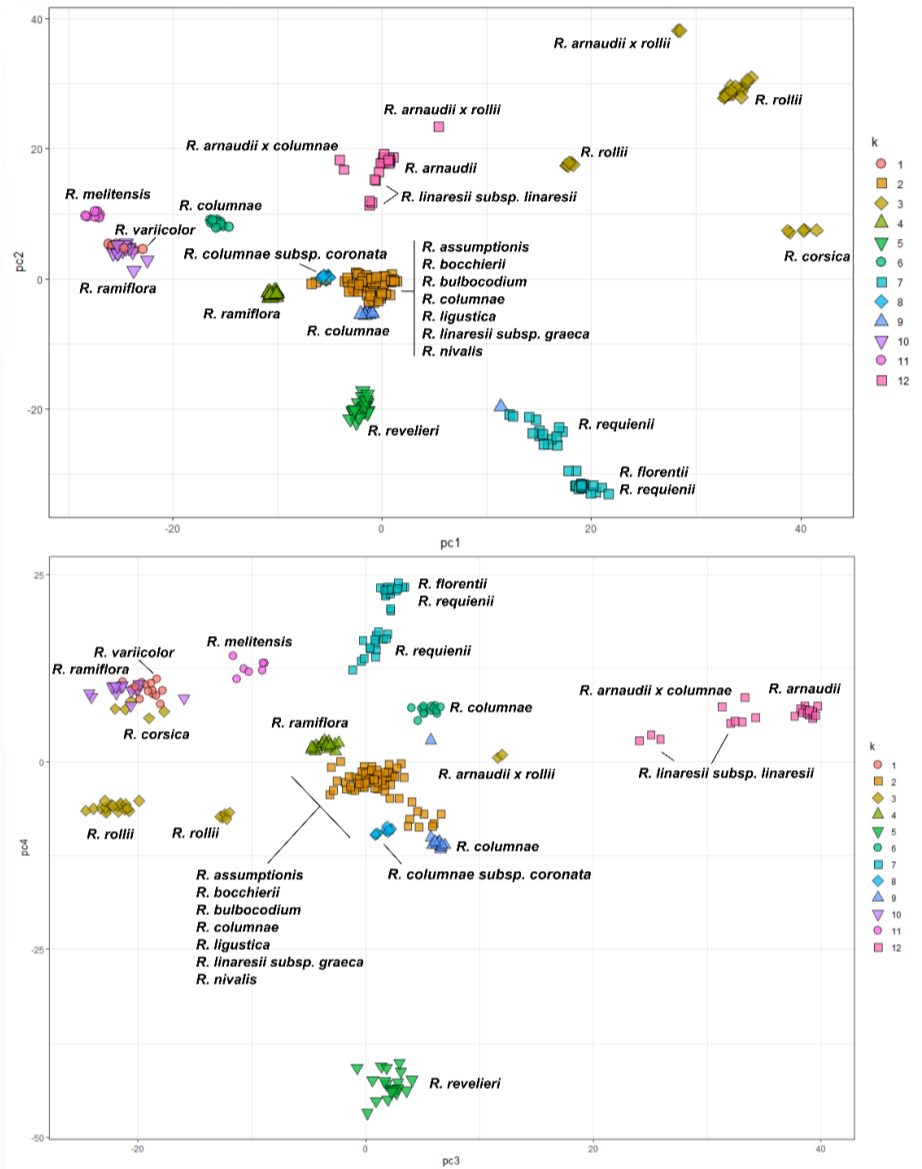 40
R. arnaudii x rollii
R. rollii
R. arnaudii x rollii
k
R. arnaudii x columnae
R. rollii
20
R. arnaudii
R. linaresii subsp. linaresii
R. melitensis
R. columnae
R. variicolor
R. columnae subsp. coronata
R. assumptionis
R. bocchierii
R. bulbocodium
R. columnae
R. ligustica
R. linaresii subsp. graeca
R. nivalis
R. corsica
pc2
0
R. ramiflora
R. ramiflora
R. columnae
1
2
3
4
5
6
7
8
9
10
11
12
-20
R. revelieri
R. requienii
R. florentii
R. requienii
-20
0
20
40
pc1
25
R. florentii
R. requienii
R. variicolor
R. melitensis
R. requienii
R. ramiflora
R. arnaudii x columnae
R. arnaudii
R. columnae
R. corsica
R. ramiflora
k
0
R. arnaudii x rollii
R. linaresii subsp. linaresii
1
2
3
4
5
6
7
8
9
10
11
12
R. rollii
R. rollii
R. columnae
pc4
R. columnae subsp. coronata
R. assumptionis
R. bocchierii
R. bulbocodium
R. columnae
R. ligustica
R. linaresii subsp. graeca
R. nivalis
-25
R. revelieri
-50
-20
0
20
40
pc3